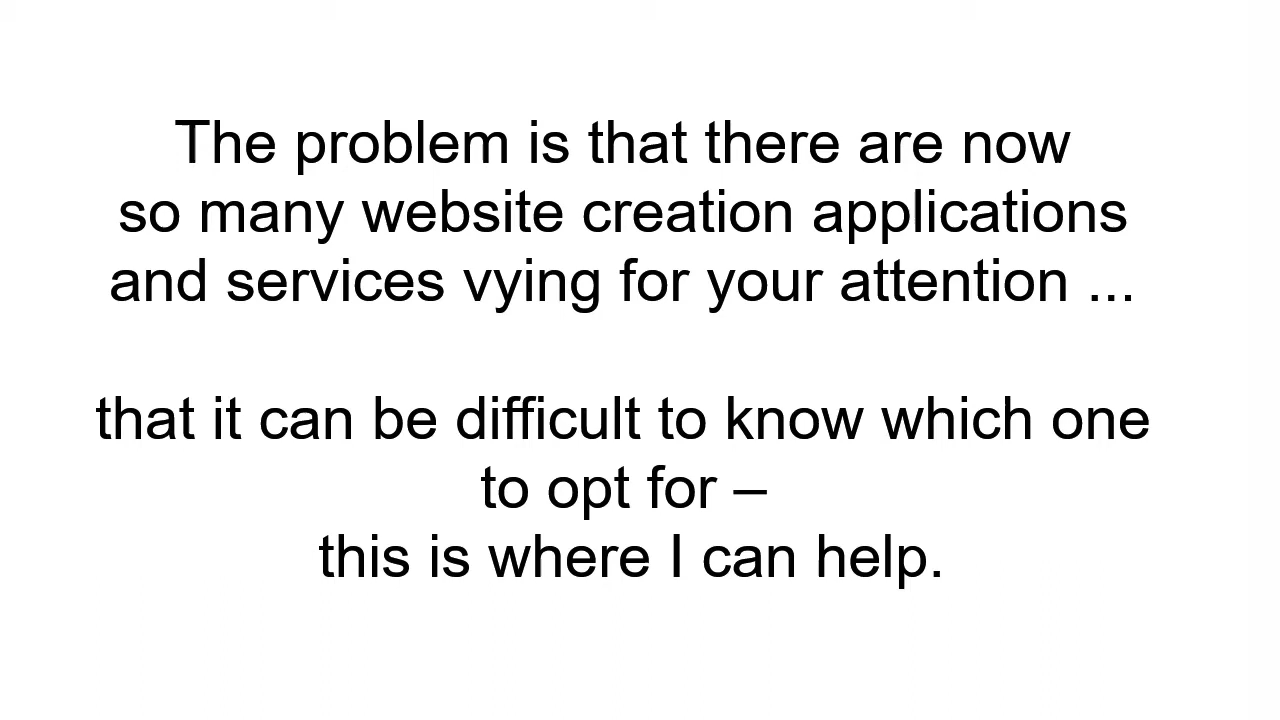 The problem is that there are now
so many website creation applications
and services vying for your attention ...
that it can be difficult to know which one
to opt for –
this is where I can help.